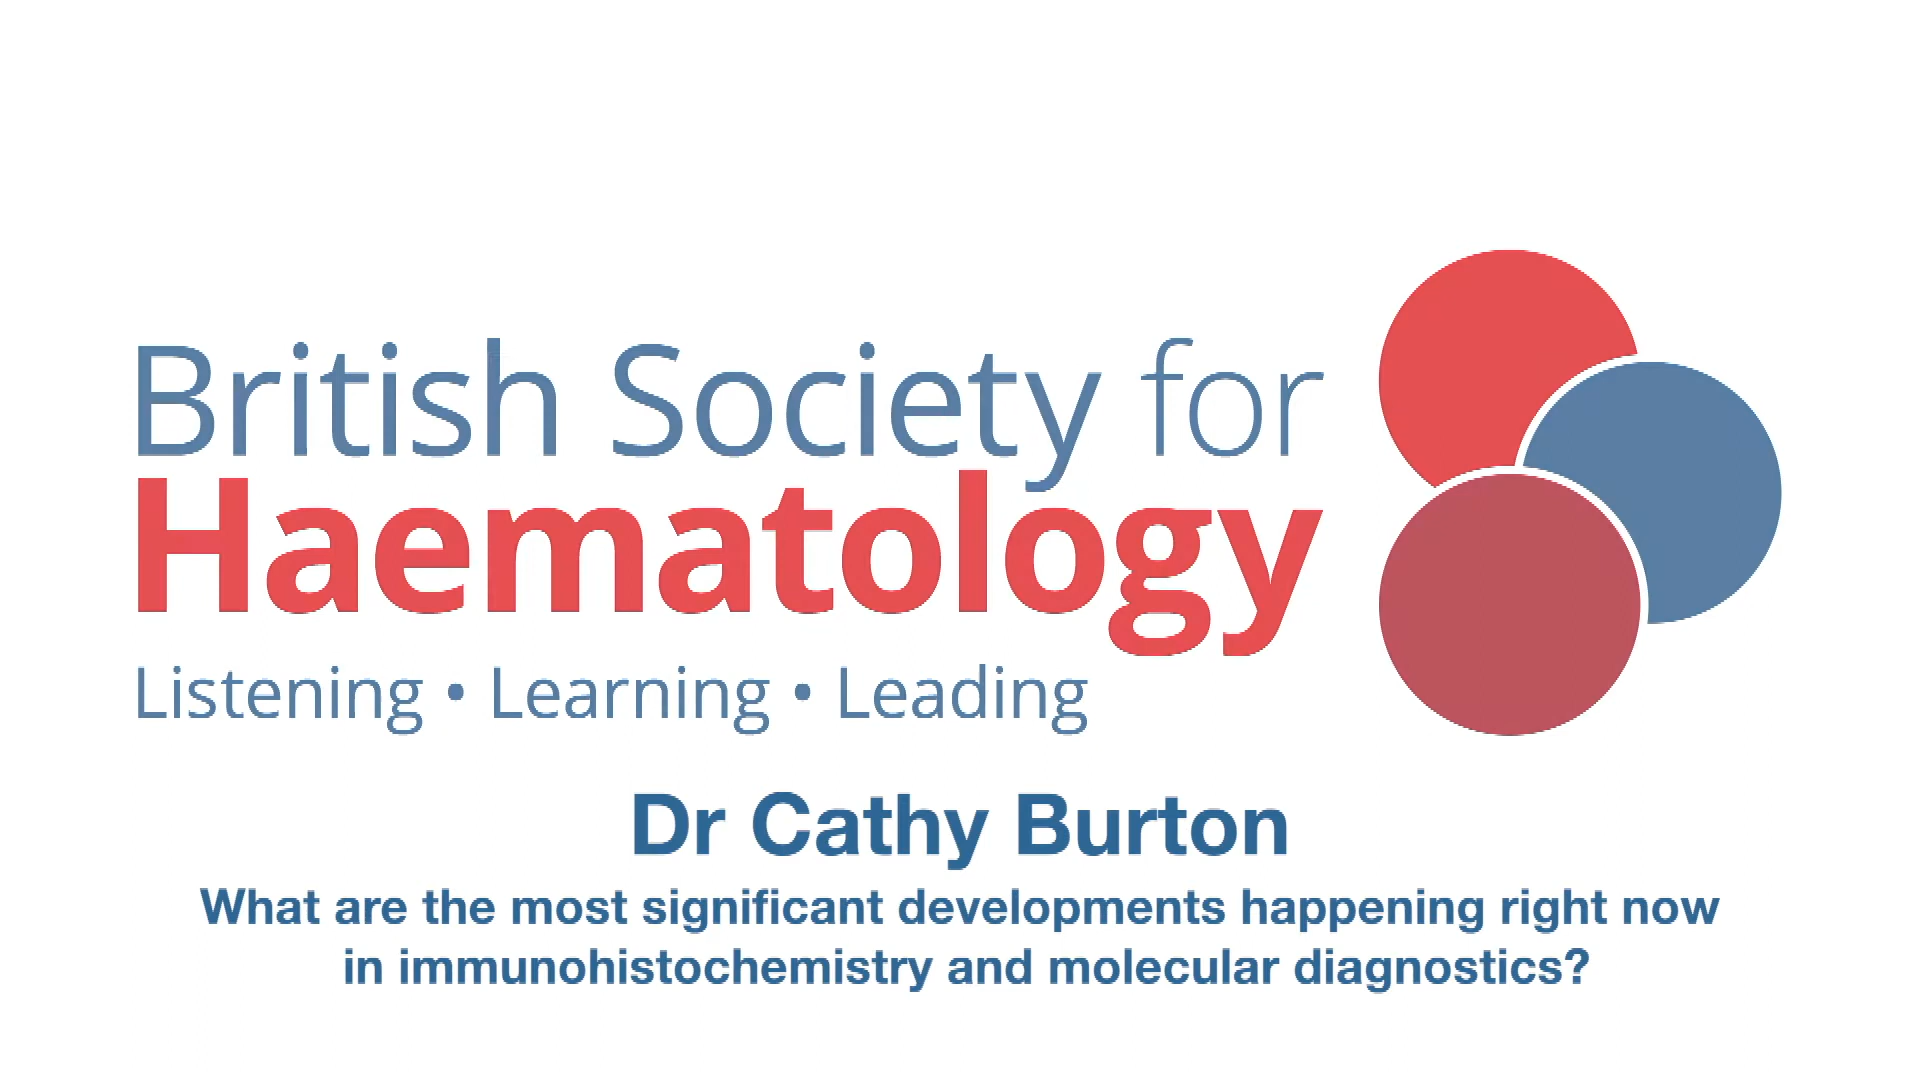 British Society for
Haematology
Listening • Learning • Leading
Dr Cathy Burton
What are the most significant developments happening right now
in immunohistochemistry and molecular diagnostics?